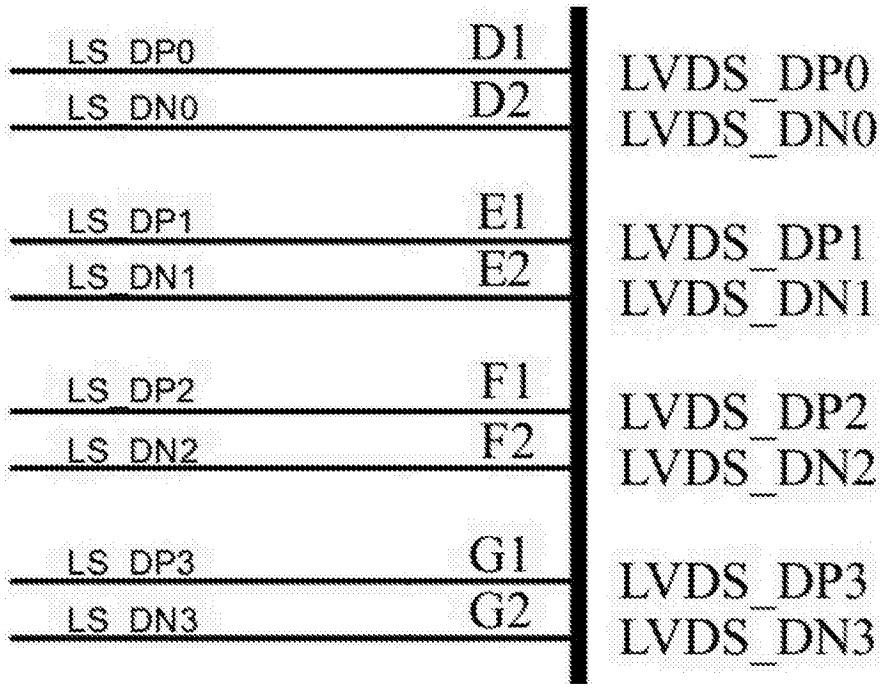 LS_DP0 D1 LVDS_DP0
LS_DN0 D2 LVDS_DN0
LS_DP1 E1 LVDS_DP1
LS_DN1 E2 LVDS_DN1
LS_DP2 F1 LVDS_DP2
LS_DN2 F2 LVDS_DN2
LS_DP3 G1 LVDS_DP3
LS_DN3 G2 LVDS_DN3